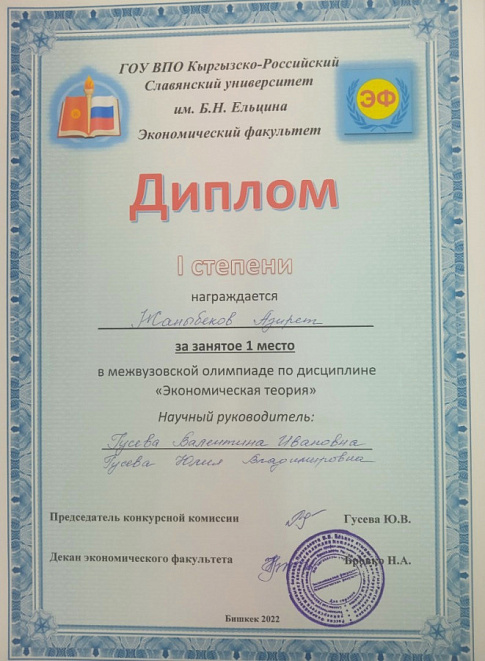 ГОУ ВПО Кыргызско-Российский
Славянский университет
им. Б.Н. Ельцина
Экономический факультет
ЭФ
Диплом
I степени
награждается
Жаныбеков Азирет
за занятое 1 место
в межвузовской олимпиаде по дисциплине
«Экономическая теория»
Научный руководитель:
Гусева Валентина Ивановна
Гусева Юлия Владимировна
Председатель конкурсной комиссии Гусева Ю.В.
Декан экономического факультета Н.А.
Бишкек 2022